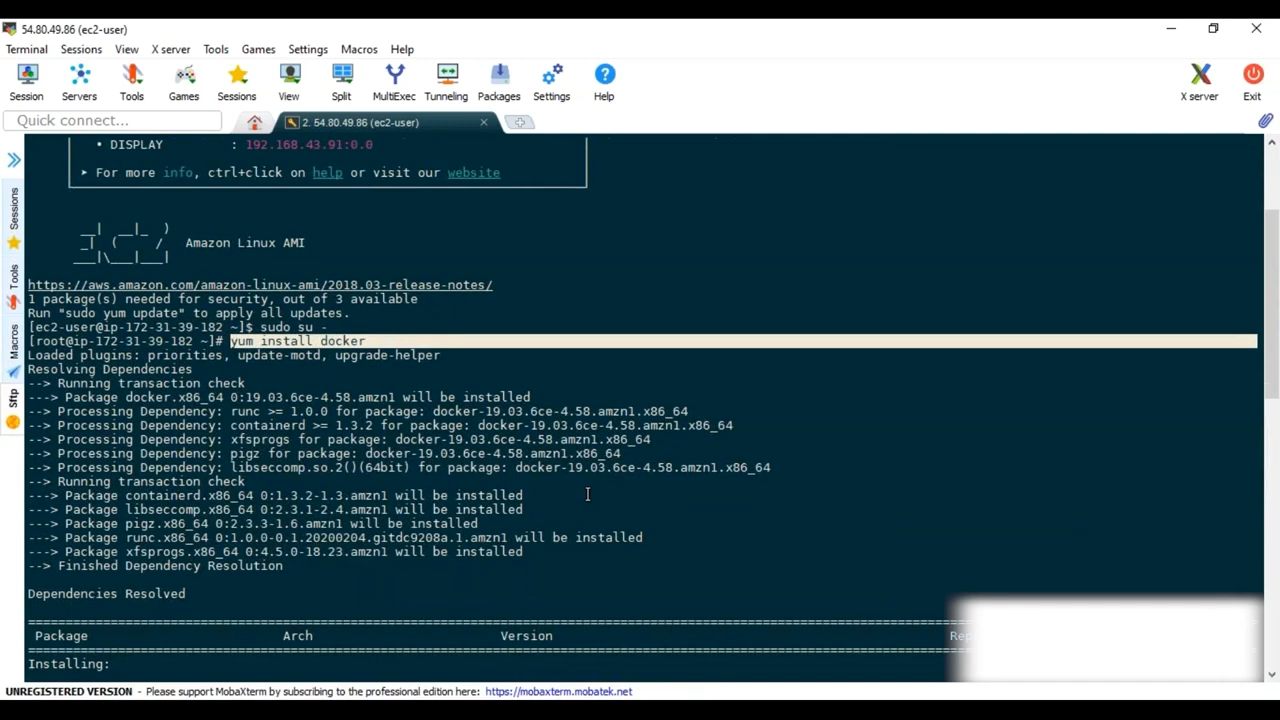 54.80.49.86 (ec2-user)
Terminal Sessions View X server Tools Games Settings Macros Help
Session Servers Tools Games Sessions View Split MultiExec Tunneling Packages Settings Help X server Exit
Quick connect... 2. 54.80.49.86 (ec2-user)
Sessions
Tools
Macros
Sftp
• DISPLAY : 192.168.43.91:0.0
▸ For more info, ctrl+click on help or visit our website
__| __|_ )
_| ( / Amazon Linux AMI
___|\___|___|
https://aws.amazon.com/amazon-linux-ami/2018.03-release-notes/
1 package(s) needed for security, out of 3 available
Run "sudo yum update" to apply all updates.
[ec2-user@ip-172-31-39-182 ~]$ sudo su -
[root@ip-172-31-39-182 ~]# yum install docker
Loaded plugins: priorities, update-motd, upgrade-helper
Resolving Dependencies
--> Running transaction check
---> Package docker.x86_64 0:19.03.6ce-4.58.amzn1 will be installed
--> Processing Dependency: runc >= 1.0.0 for package: docker-19.03.6ce-4.58.amzn1.x86_64
--> Processing Dependency: containerd >= 1.3.2 for package: docker-19.03.6ce-4.58.amzn1.x86_64
--> Processing Dependency: xfsprogs for package: docker-19.03.6ce-4.58.amzn1.x86_64
--> Processing Dependency: pigz for package: docker-19.03.6ce-4.58.amzn1.x86_64
--> Processing Dependency: libseccomp.so.2()(64bit) for package: docker-19.03.6ce-4.58.amzn1.x86_64
--> Running transaction check
---> Package containerd.x86_64 0:1.3.2-1.3.amzn1 will be installed
---> Package libseccomp.x86_64 0:2.3.1-2.4.amzn1 will be installed
---> Package pigz.x86_64 0:2.3.3-1.6.amzn1 will be installed
---> Package runc.x86_64 0:1.0.0-0.1.20200204.gitdc9208a.1.amzn1 will be installed
---> Package xfsprogs.x86_64 0:4.5.0-18.23.amzn1 will be installed
--> Finished Dependency Resolution
Dependencies Resolved
Package Arch Version
Installing:
UNREGISTERED VERSION - Please support MobaXterm by subscribing to the professional edition here: https://mobaxterm.mobatek.net